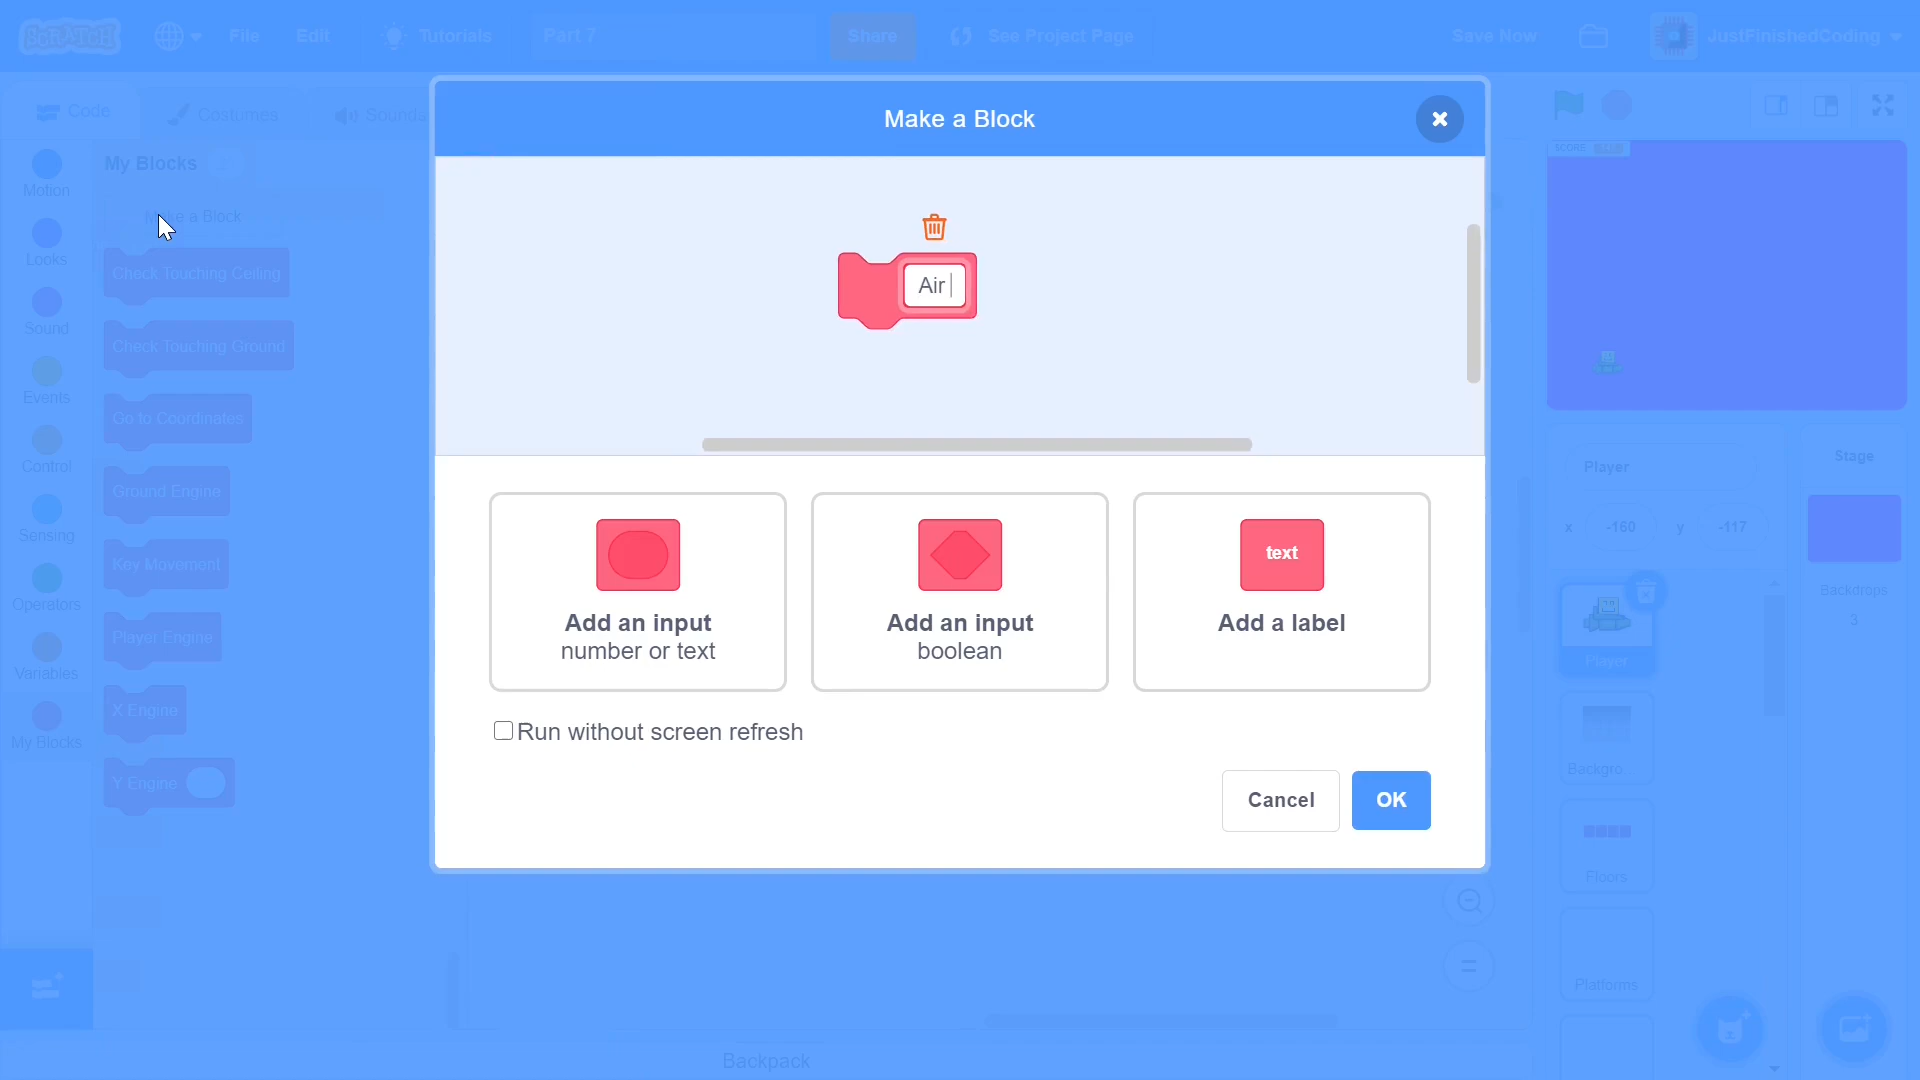 SCRATCH
File
Edit
Tutorials
Part 7
Share
See Project Page
Save Now
JustFinishedCoding
Code
Costumes
Sounds
Make a Block
Motion
Looks
Sound
Events
Control
Sensing
Operators
Variables
My Blocks
My Blocks
Make a Block
Check Touching Ceiling
Check Touching Ground
Go to Coordinates
Ground Engine
Key Movement
Player Engine
X Engine
Y Engine
Air
text
Add an input
number or text
Add an input
boolean
Add a label
Run without screen refresh
Cancel
OK
Backpack
SCORE
Player
x
-160
y
-117
Stage
Backdrops
3
Player
Backgro
Floors
Platforms